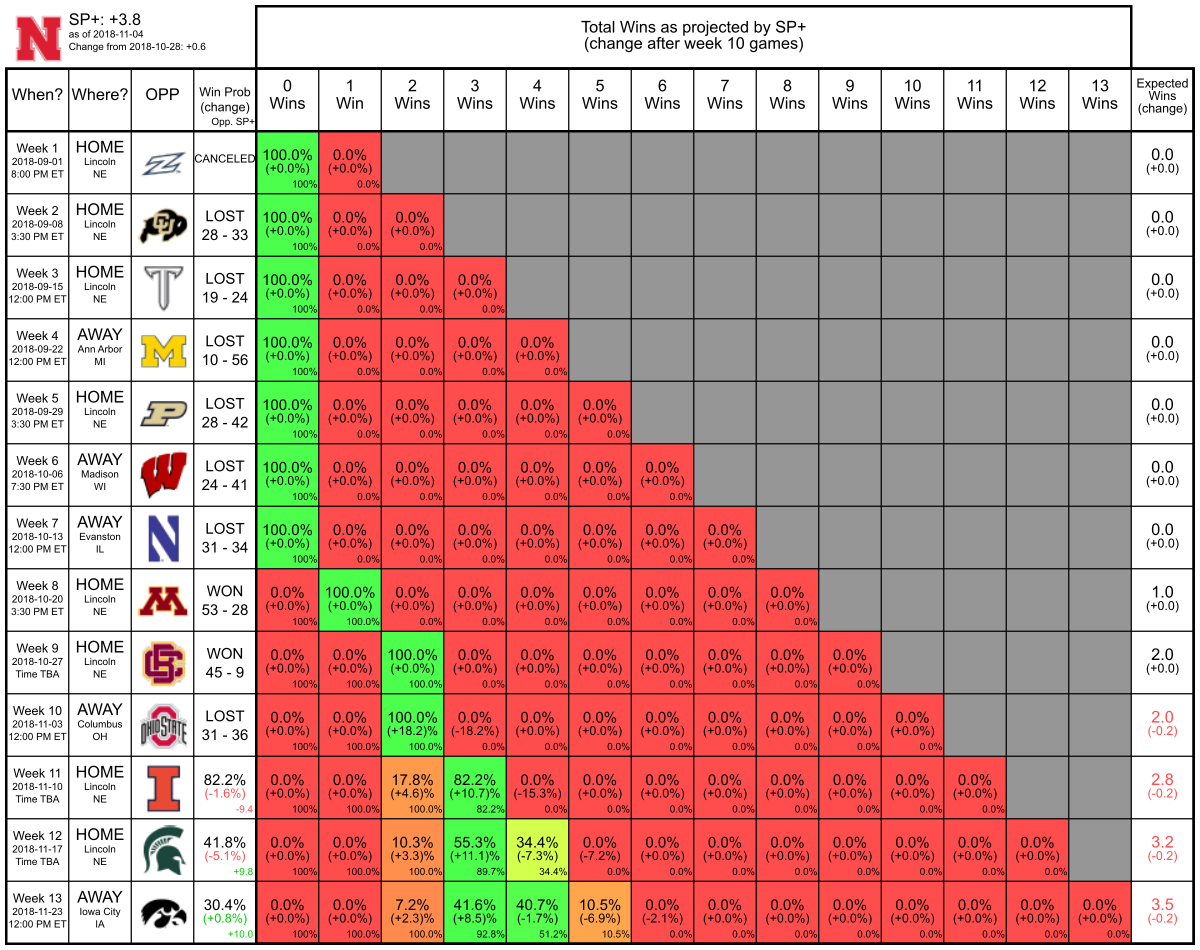 N SP+: +3.8
as of 2018-11-04
Change from 2018-10-28: +0.6
Total Wins as projected by SP+
(change after week 10 games)
When? Where? OPP Win Prob (change) Opp. SP+ 0 Wins 1 Win 2 Wins 3 Wins 4 Wins 5 Wins 6 Wins 7 Wins 8 Wins 9 Wins 10 Wins 11 Wins 12 Wins 13 Wins Expected Wins (change)
Week 1 HOME Z CANCELED 100.0% 0.0% 0.0
2018-09-01 Lincoln (+0.0%) (+0.0%) (+0.0)
8:00 PM ET NE 100% 0.0%
Week 2 HOME CU LOST 100.0% 0.0% 0.0% 0.0
2018-09-08 Lincoln 28 - 33 (+0.0%) (+0.0%) (+0.0%) (+0.0)
3:30 PM ET NE 100% 0.0% 0.0%
Week 3 HOME T LOST 100.0% 0.0% 0.0% 0.0% 0.0
2018-09-15 Lincoln 19 - 24 (+0.0%) (+0.0%) (+0.0%) (+0.0%) (+0.0)
12:00 PM ET NE 100% 0.0% 0.0% 0.0%
Week 4 AWAY M LOST 100.0% 0.0% 0.0% 0.0% 0.0% 0.0
2018-09-22 Ann Arbor 10 - 56 (+0.0%) (+0.0%) (+0.0%) (+0.0%) (+0.0%) (+0.0)
12:00 PM ET MI 100% 0.0% 0.0% 0.0% 0.0%
Week 5 HOME P LOST 100.0% 0.0% 0.0% 0.0% 0.0% 0.0% 0.0
2018-09-29 Lincoln 28 - 42 (+0.0%) (+0.0%) (+0.0%) (+0.0%) (+0.0%) (+0.0%) (+0.0)
3:30 PM ET NE 100% 0.0% 0.0% 0.0% 0.0% 0.0%
Week 6 AWAY W LOST 100.0% 0.0% 0.0% 0.0% 0.0% 0.0% 0.0% 0.0
2018-10-06 Madison 24 - 41 (+0.0%) (+0.0%) (+0.0%) (+0.0%) (+0.0%) (+0.0%) (+0.0%) (+0.0)
7:30 PM ET WI 100% 0.0% 0.0% 0.0% 0.0% 0.0% 0.0%
Week 7 AWAY N LOST 100.0% 0.0% 0.0% 0.0% 0.0% 0.0% 0.0% 0.0% 0.0
2018-10-13 Evanston 31 - 34 (+0.0%) (+0.0%) (+0.0%) (+0.0%) (+0.0%) (+0.0%) (+0.0%) (+0.0%) (+0.0)
12:00 PM ET IL 100% 0.0% 0.0% 0.0% 0.0% 0.0% 0.0% 0.0%
Week 8 HOME M WON 0.0% 100.0% 0.0% 0.0% 0.0% 0.0% 0.0% 0.0% 0.0% 1.0
2018-10-20 Lincoln 53 - 28 (+0.0%) (+0.0%) (+0.0%) (+0.0%) (+0.0%) (+0.0%) (+0.0%) (+0.0%) (+0.0%) (+0.0)
3:30 PM ET NE 100% 100.0% 0.0% 0.0% 0.0% 0.0% 0.0% 0.0% 0.0%
Week 9 HOME BC WON 0.0% 0.0% 100.0% 0.0% 0.0% 0.0% 0.0% 0.0% 0.0% 0.0% 2.0
2018-10-27 Lincoln 45 - 9 (+0.0%) (+0.0%) (+0.0%) (+0.0%) (+0.0%) (+0.0%) (+0.0%) (+0.0%) (+0.0%) (+0.0%) (+0.0)
Time TBA NE 100% 100.0% 100.0% 0.0% 0.0% 0.0% 0.0% 0.0% 0.0% 0.0%
Week 10 AWAY OHIO STATE LOST 0.0% 0.0% 100.0% 0.0% 0.0% 0.0% 0.0% 0.0% 0.0% 0.0% 0.0% 2.0
2018-11-03 Columbus 31 - 36 (+0.0%) (+0.0%) (+18.2)% (-18.2%) (+0.0%) (+0.0%) (+0.0%) (+0.0%) (+0.0%) (+0.0%) (+0.0%) (-0.2)
12:00 PM ET OH 100% 100.0% 100.0% 0.0% 0.0% 0.0% 0.0% 0.0% 0.0% 0.0% 0.0%
Week 11 HOME I 82.2% 0.0% 0.0% 17.8% 82.2% 0.0% 0.0% 0.0% 0.0% 0.0% 0.0% 0.0% 0.0% 2.8
2018-11-10 Lincoln (-1.6%) (+0.0%) (+0.0%) (+4.6)% (+10.7)% (-15.3%) (+0.0%) (+0.0%) (+0.0%) (+0.0%) (+0.0%) (+0.0%) (+0.0%) (-0.2)
Time TBA NE -9.4 100% 100.0% 100.0% 82.2% 0.0% 0.0% 0.0% 0.0% 0.0% 0.0% 0.0% 0.0%
Week 12 HOME 41.8% 0.0% 0.0% 10.3% 55.3% 34.4% 0.0% 0.0% 0.0% 0.0% 0.0% 0.0% 0.0% 0.0% 3.2
2018-11-17 Lincoln (-5.1%) (+0.0%) (+0.0%) (+3.3)% (+11.1)% (-7.3%) (-7.2%) (+0.0%) (+0.0%) (+0.0%) (+0.0%) (+0.0%) (+0.0%) (+0.0%) (-0.2)
Time TBA NE +9.8 100% 100.0% 100.0% 89.7% 34.4% 0.0% 0.0% 0.0% 0.0% 0.0% 0.0% 0.0% 0.0%
Week 13 AWAY 30.4% 0.0% 0.0% 7.2% 41.6% 40.7% 10.5% 0.0% 0.0% 0.0% 0.0% 0.0% 0.0% 0.0% 0.0% 3.5
2018-11-23 Iowa City (+0.8%) (+0.0%) (+0.0%) (+2.3)% (+8.5)% (-1.7%) (-6.9%) (-2.1%) (+0.0%) (+0.0%) (+0.0%) (+0.0%) (+0.0%) (+0.0%) (+0.0%) (-0.2)
12:00 PM ET IA +10.0 100% 100.0% 100.0% 92.8% 51.2% 10.5% 0.0% 0.0% 0.0% 0.0% 0.0% 0.0% 0.0% 0.0%